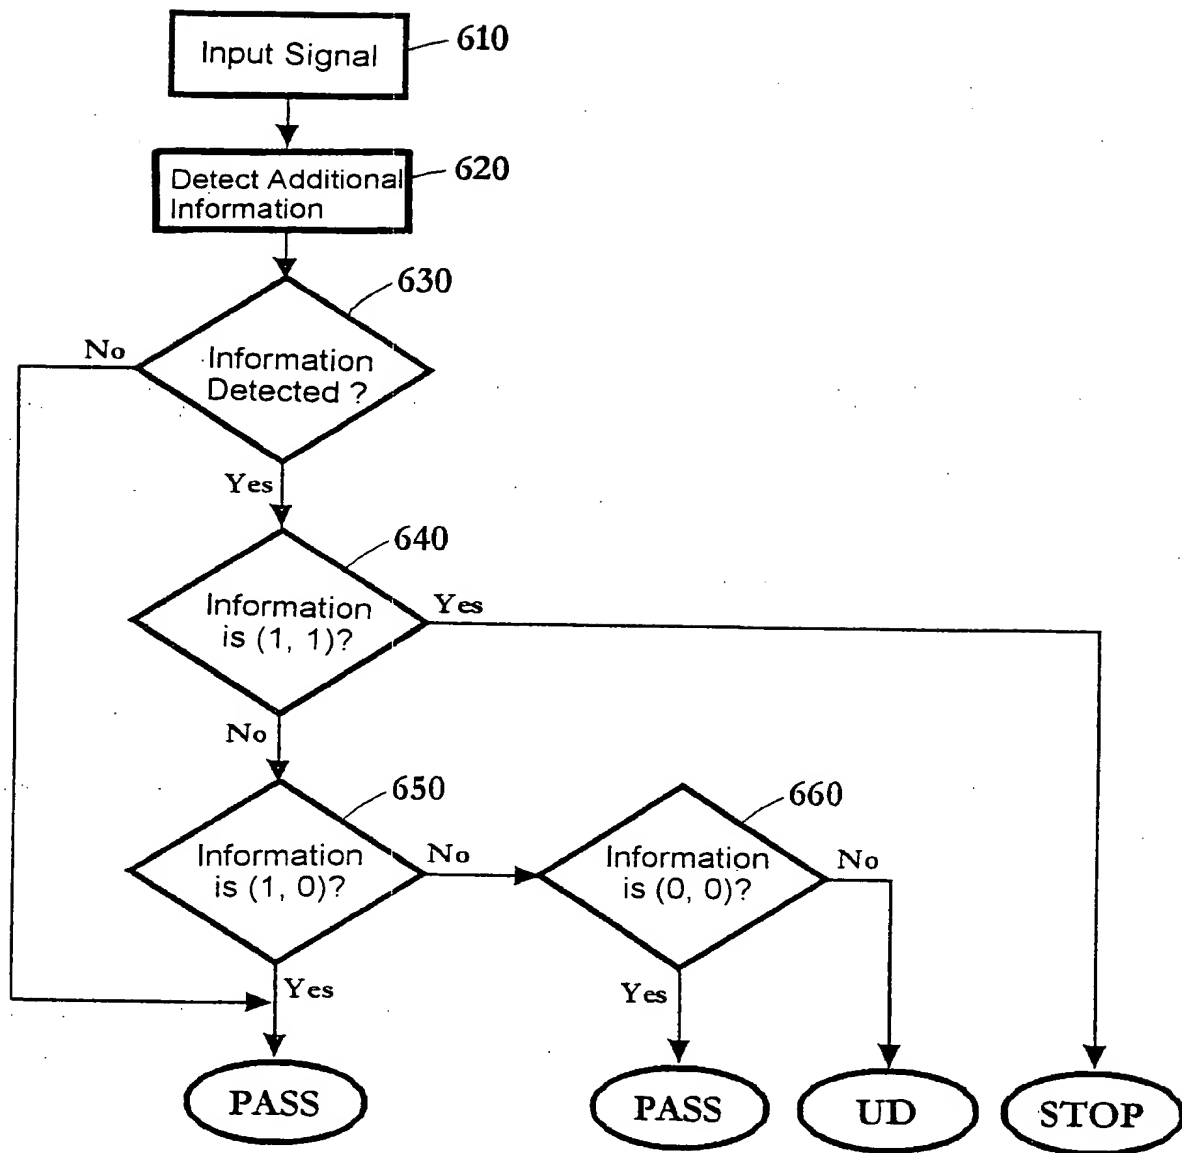 Input Signal
610
Detect Additional
Information
620
630
No
Information
Detected ?
Yes
640
Information
is (1, 1)?
Yes
No
650
Information
is (1, 0)?
No
660
Information
is (0, 0)?
No
Yes
Yes
PASS
PASS
UD
STOP